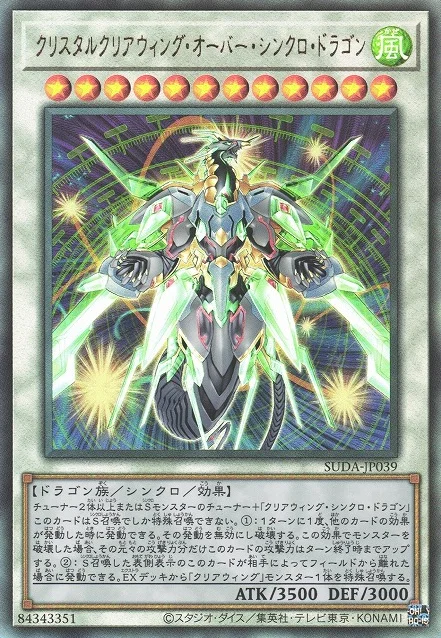 クリスタルクリアウィング・オーバー・シンクロ・ドラゴン
風
SUDA-JP039
【ドラゴン族／シンクロ／効果】
チューナー2体以上またはSモンスターのチューナー＋「クリアウィング・シンクロ・ドラゴン」
このカードはS召喚でしか特殊召喚できない。①：1ターンに1度、他のカードの効果
が発動した時に発動できる。その発動を無効にし破壊する。この効果でモンスターを
破壊した場合、その元々の攻撃力分だけこのカードの攻撃力はターン終了時までアップ
する。②：S召喚した表側表示のこのカードが相手によってフィールドから離れた
場合に発動できる。EXデッキから「クリアウィング」モンスター1体を特殊召喚する。
ATK/3500 DEF/3000
84343351
©スタジオ・ダイス／集英社・テレビ東京・KONAMI